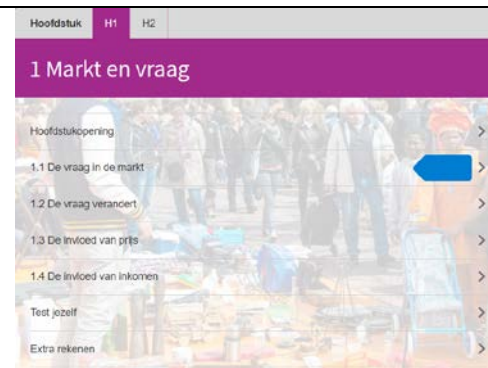 Hoofdstuk H1 H2
1 Markt en vraag
Hoofdstukopening
1.1 De vraag in de markt
1.2 De vraag verandert
1.3 De invloed van prijs
1.4 De invloed van inkomen
Test jezelf
Extra rekenen